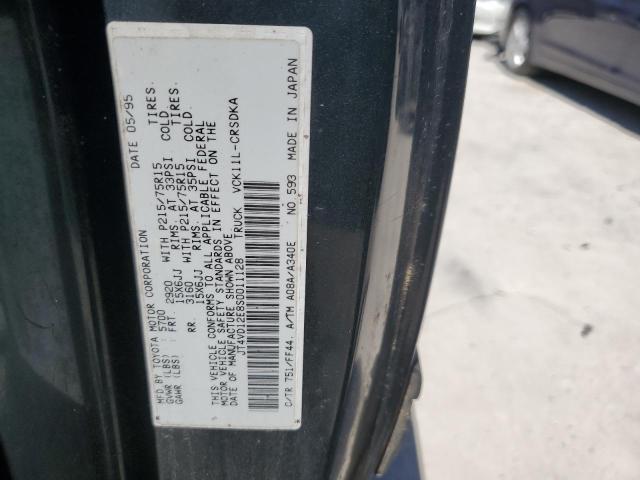 MFD BY TOYOTA MOTOR CORPORATION DATE 05/95
GVWR (LBS) : 5700
GAWR (LBS) FRT. 2920 WITH P215/75R15 TIRES.
15X6JJ RIMS. AT 33PSI COLD.
RR. 3160 WITH P215/75R15 TIRES.
15X6JJ RIMS. AT 35PSI COLD.
THIS VEHICLE CONFORMS TO ALL APPLICABLE FEDERAL
MOTOR VEHICLE SAFETY STANDARDS IN EFFECT ON THE
DATE OF MANUFACTURE SHOWN ABOVE
JT4VD12E8S0011128 TRUCK VCK11L-CRSDKA
C/TR 751/FF44. A/TM A08A/A340E NO.593 MADE IN JAPAN